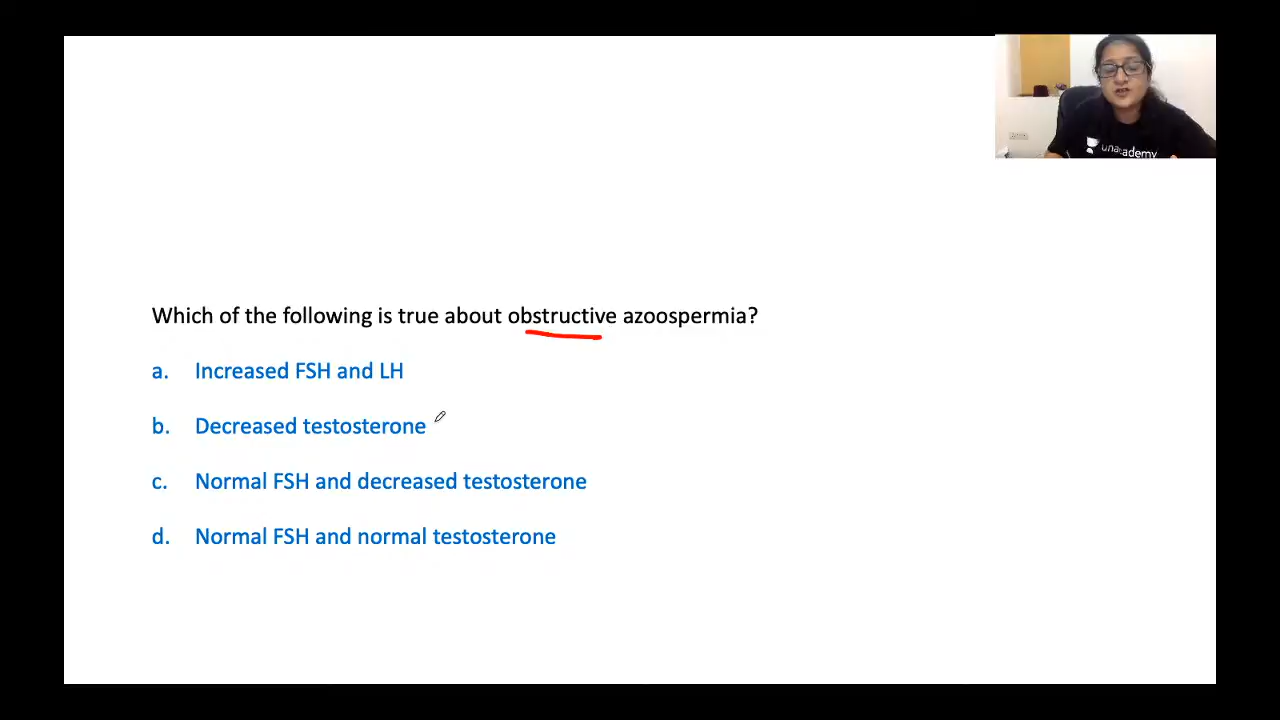 unacademy
Which of the following is true about obstructive azoospermia?
a. Increased FSH and LH
b. Decreased testosterone
c. Normal FSH and decreased testosterone
d. Normal FSH and normal testosterone